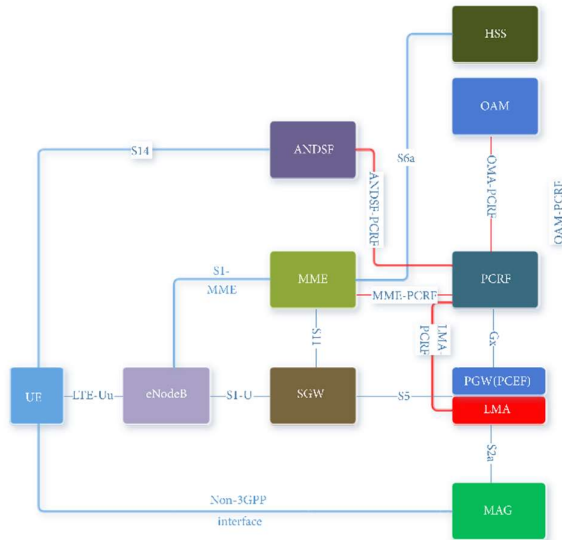 HSS
OAM
S14
ANDSF
S6a
OMA-PCRF
OAM-PCRF
ANDSF-PCRF
S1-
MME
MME
MME-PCRF
PCRF
S11
LMA-
PCRF
Gx
UE
LTE-Uu
eNodeB
S1-U
SGW
S5
PGW(PCEF)
LMA
S2a
Non-3GPP
interface
MAG